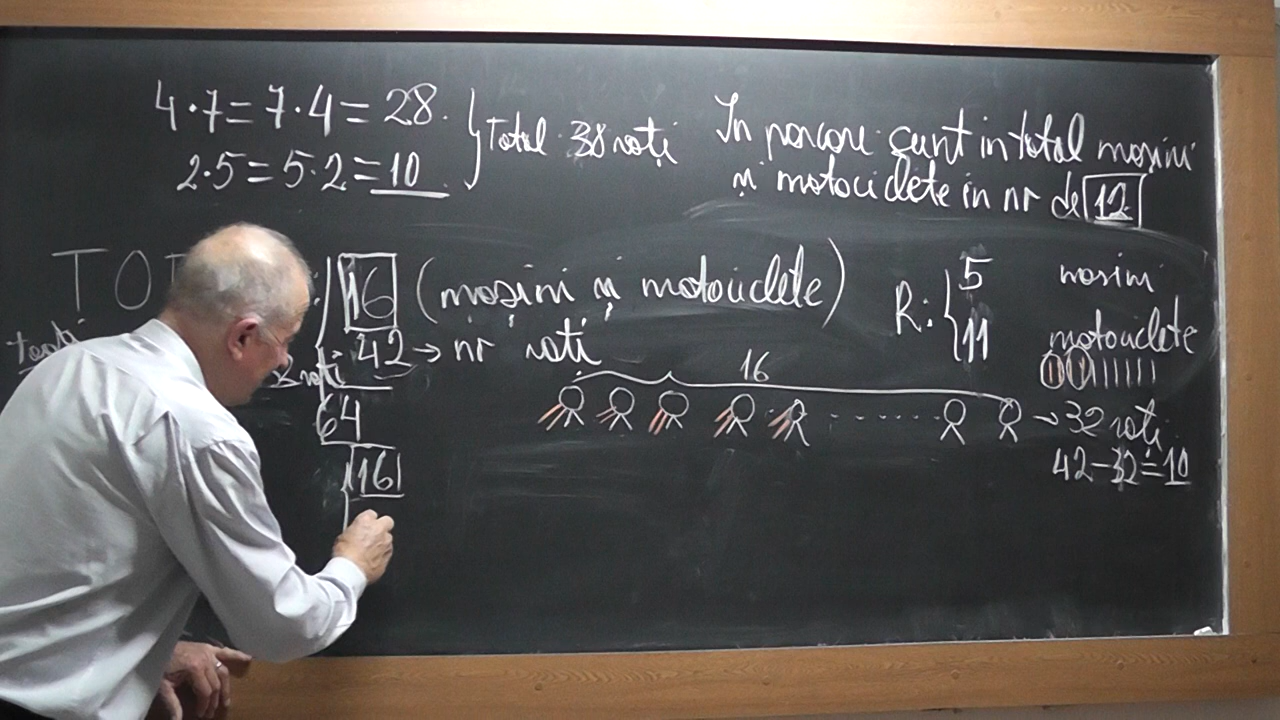 4·7=7·4=28.
2·5=5·2=10
Total 38 roți
In parcare sunt in total mașini
și motociclete in nr de 12
TOT
16 (mașini și motociclete)
42 → nr roți
roți
64
16
R: 5 mașini
11 motociclete
16
32 roți
42-32=10